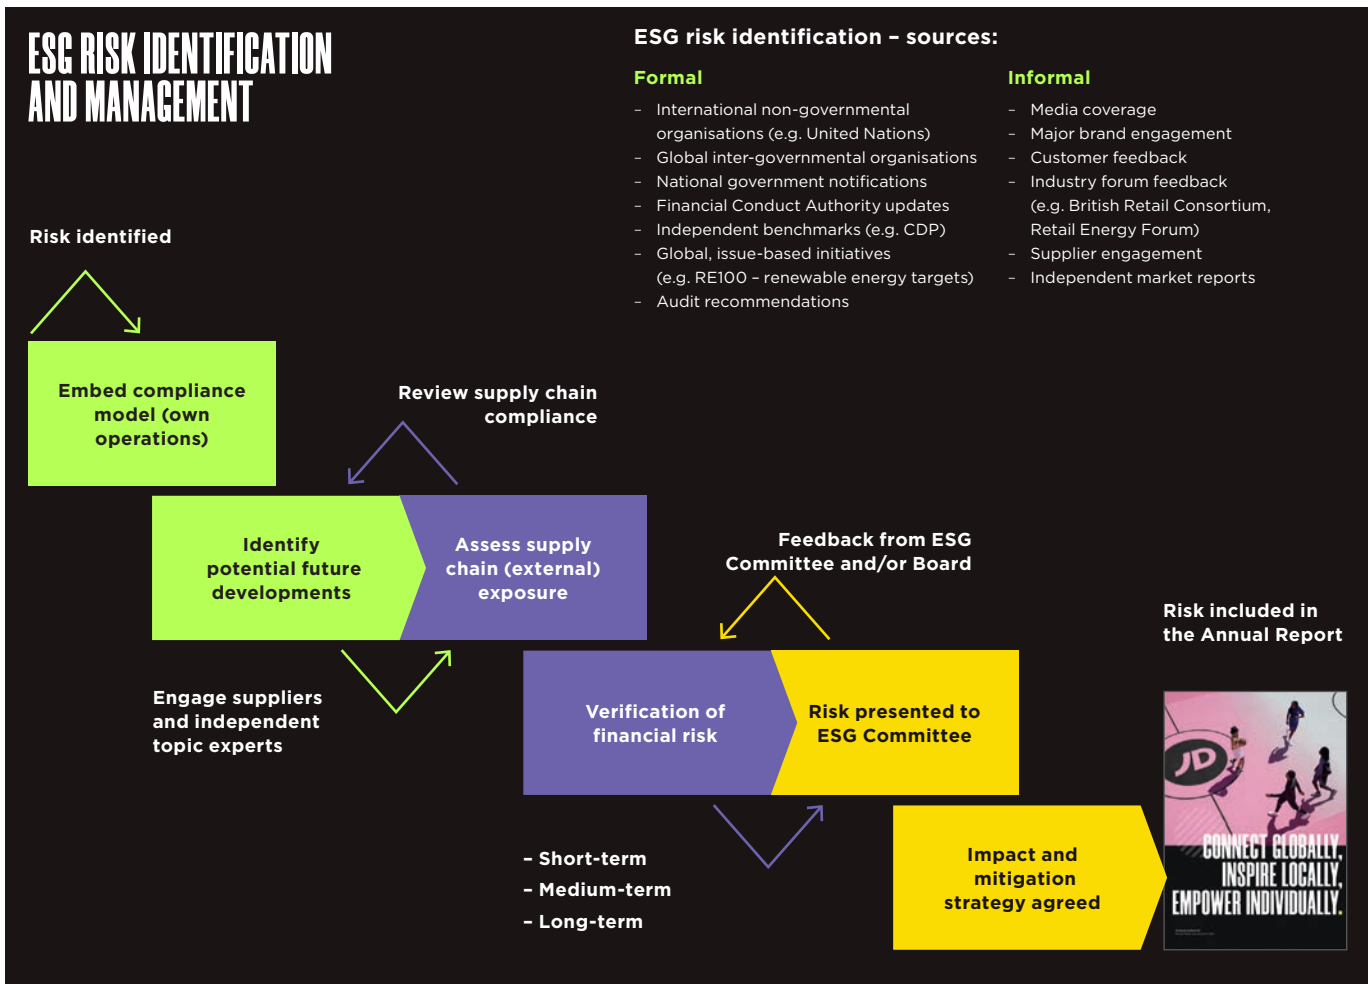 ESG RISK IDENTIFICATION
AND MANAGEMENT
ESG risk identification – sources:
Formal
– International non-governmental
organisations (e.g. United Nations)
– Global inter-governmental organisations
– National government notifications
– Financial Conduct Authority updates
– Independent benchmarks (e.g. CDP)
– Global, issue-based initiatives
(e.g. RE100 – renewable energy targets)
– Audit recommendations
Informal
– Media coverage
– Major brand engagement
– Customer feedback
– Industry forum feedback
(e.g. British Retail Consortium,
Retail Energy Forum)
– Supplier engagement
– Independent market reports
Risk identified
Embed compliance
model (own
operations)
Review supply chain
compliance
Identify
potential future
developments
Assess supply
chain (external)
exposure
Engage suppliers
and independent
topic experts
Feedback from ESG
Committee and/or Board
Verification of
financial risk
Risk presented to
ESG Committee
– Short-term
– Medium-term
– Long-term
Impact and
mitigation
strategy agreed
Risk included in
the Annual Report
JD
CONNECT GLOBALLY,
INSPIRE LOCALLY,
EMPOWER INDIVIDUALLY.